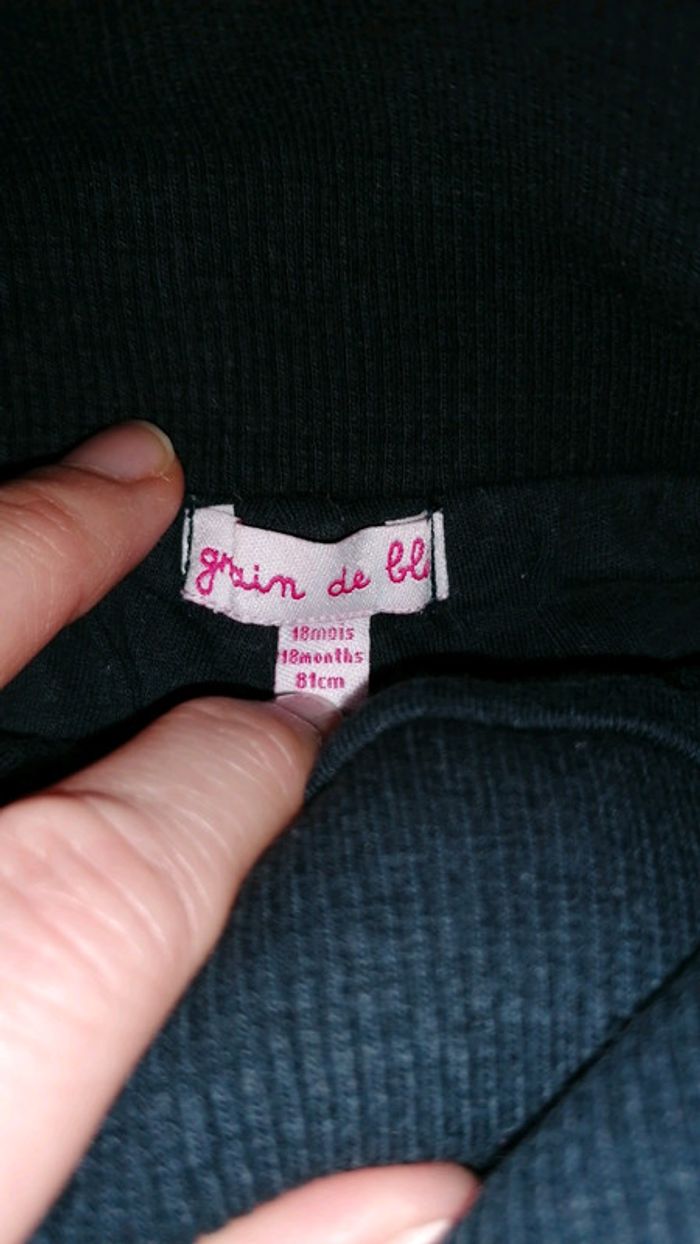 grain de bl
18mois
18months
81cm